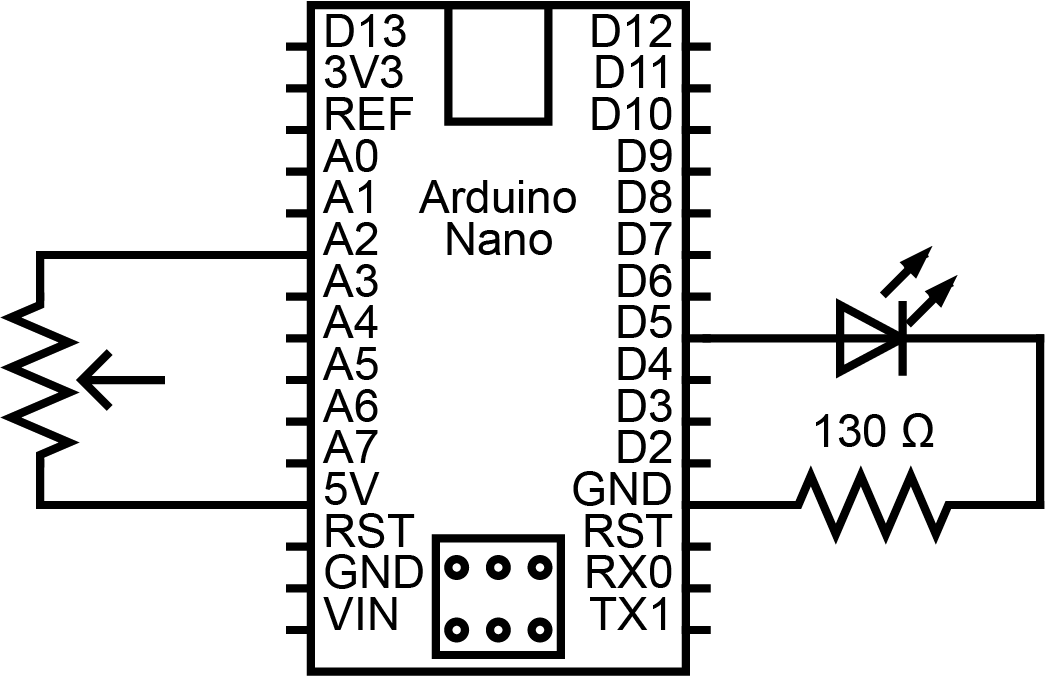 D13
3V3
REF
A0
A1
A2
A3
A4
A5
A6
A7
5V
RST
GND
VIN
Arduino
Nano
D12
D11
D10
D9
D8
D7
D6
D5
D4
D3
D2
GND
RST
RX0
TX1
130 Ω